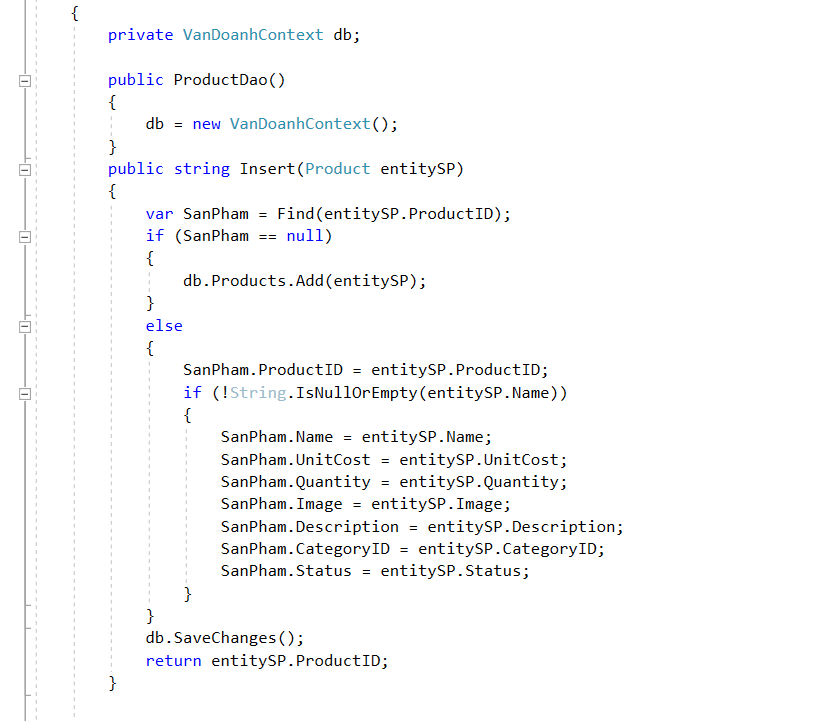 {
private VanDoanhContext db;
public ProductDao()
{
db = new VanDoanhContext();
}
public string Insert(Product entitySP)
{
var SanPham = Find(entitySP.ProductID);
if (SanPham == null)
{
db.Products.Add(entitySP);
}
else
{
SanPham.ProductID = entitySP.ProductID;
if (!String.IsNullOrEmpty(entitySP.Name))
{
SanPham.Name = entitySP.Name;
SanPham.UnitCost = entitySP.UnitCost;
SanPham.Quantity = entitySP.Quantity;
SanPham.Image = entitySP.Image;
SanPham.Description = entitySP.Description;
SanPham.CategoryID = entitySP.CategoryID;
SanPham.Status = entitySP.Status;
}
}
db.SaveChanges();
return entitySP.ProductID;
}